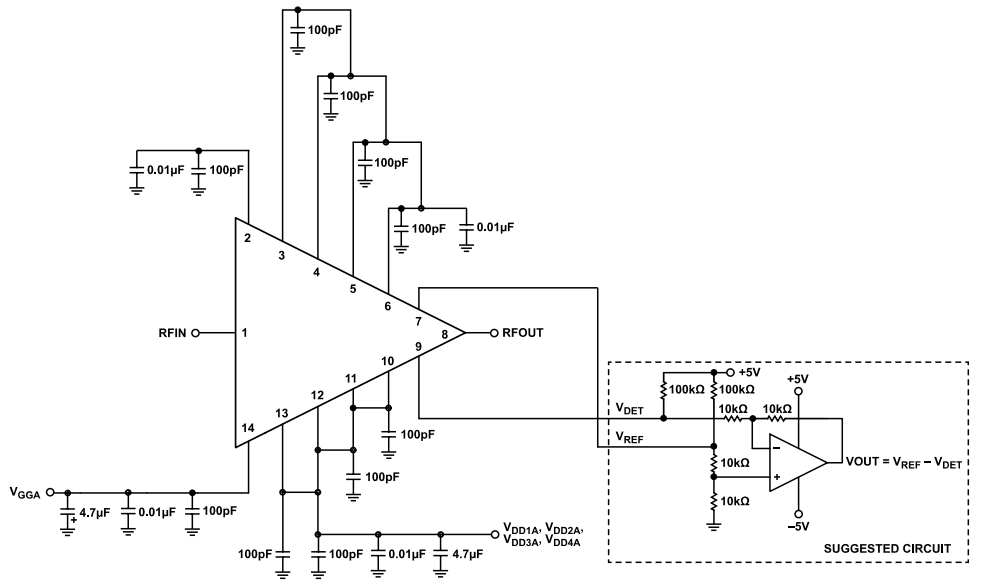 100pF
100pF
0.01µF 100pF
100pF
100pF 0.01µF
2
3
4
5
6
7
RFIN 1 8 RFOUT
9
10
11
12
13
14
100pF
100pF
VGGA
4.7µF 0.01µF 100pF
+
100pF 100pF 0.01µF 4.7µF
VDD1A, VDD2A,
VDD3A, VDD4A
+5V
100kΩ 100kΩ
+5V
VDET
10kΩ 10kΩ
VREF
10kΩ
10kΩ
–
+
VOUT = VREF – VDET
–5V
SUGGESTED CIRCUIT